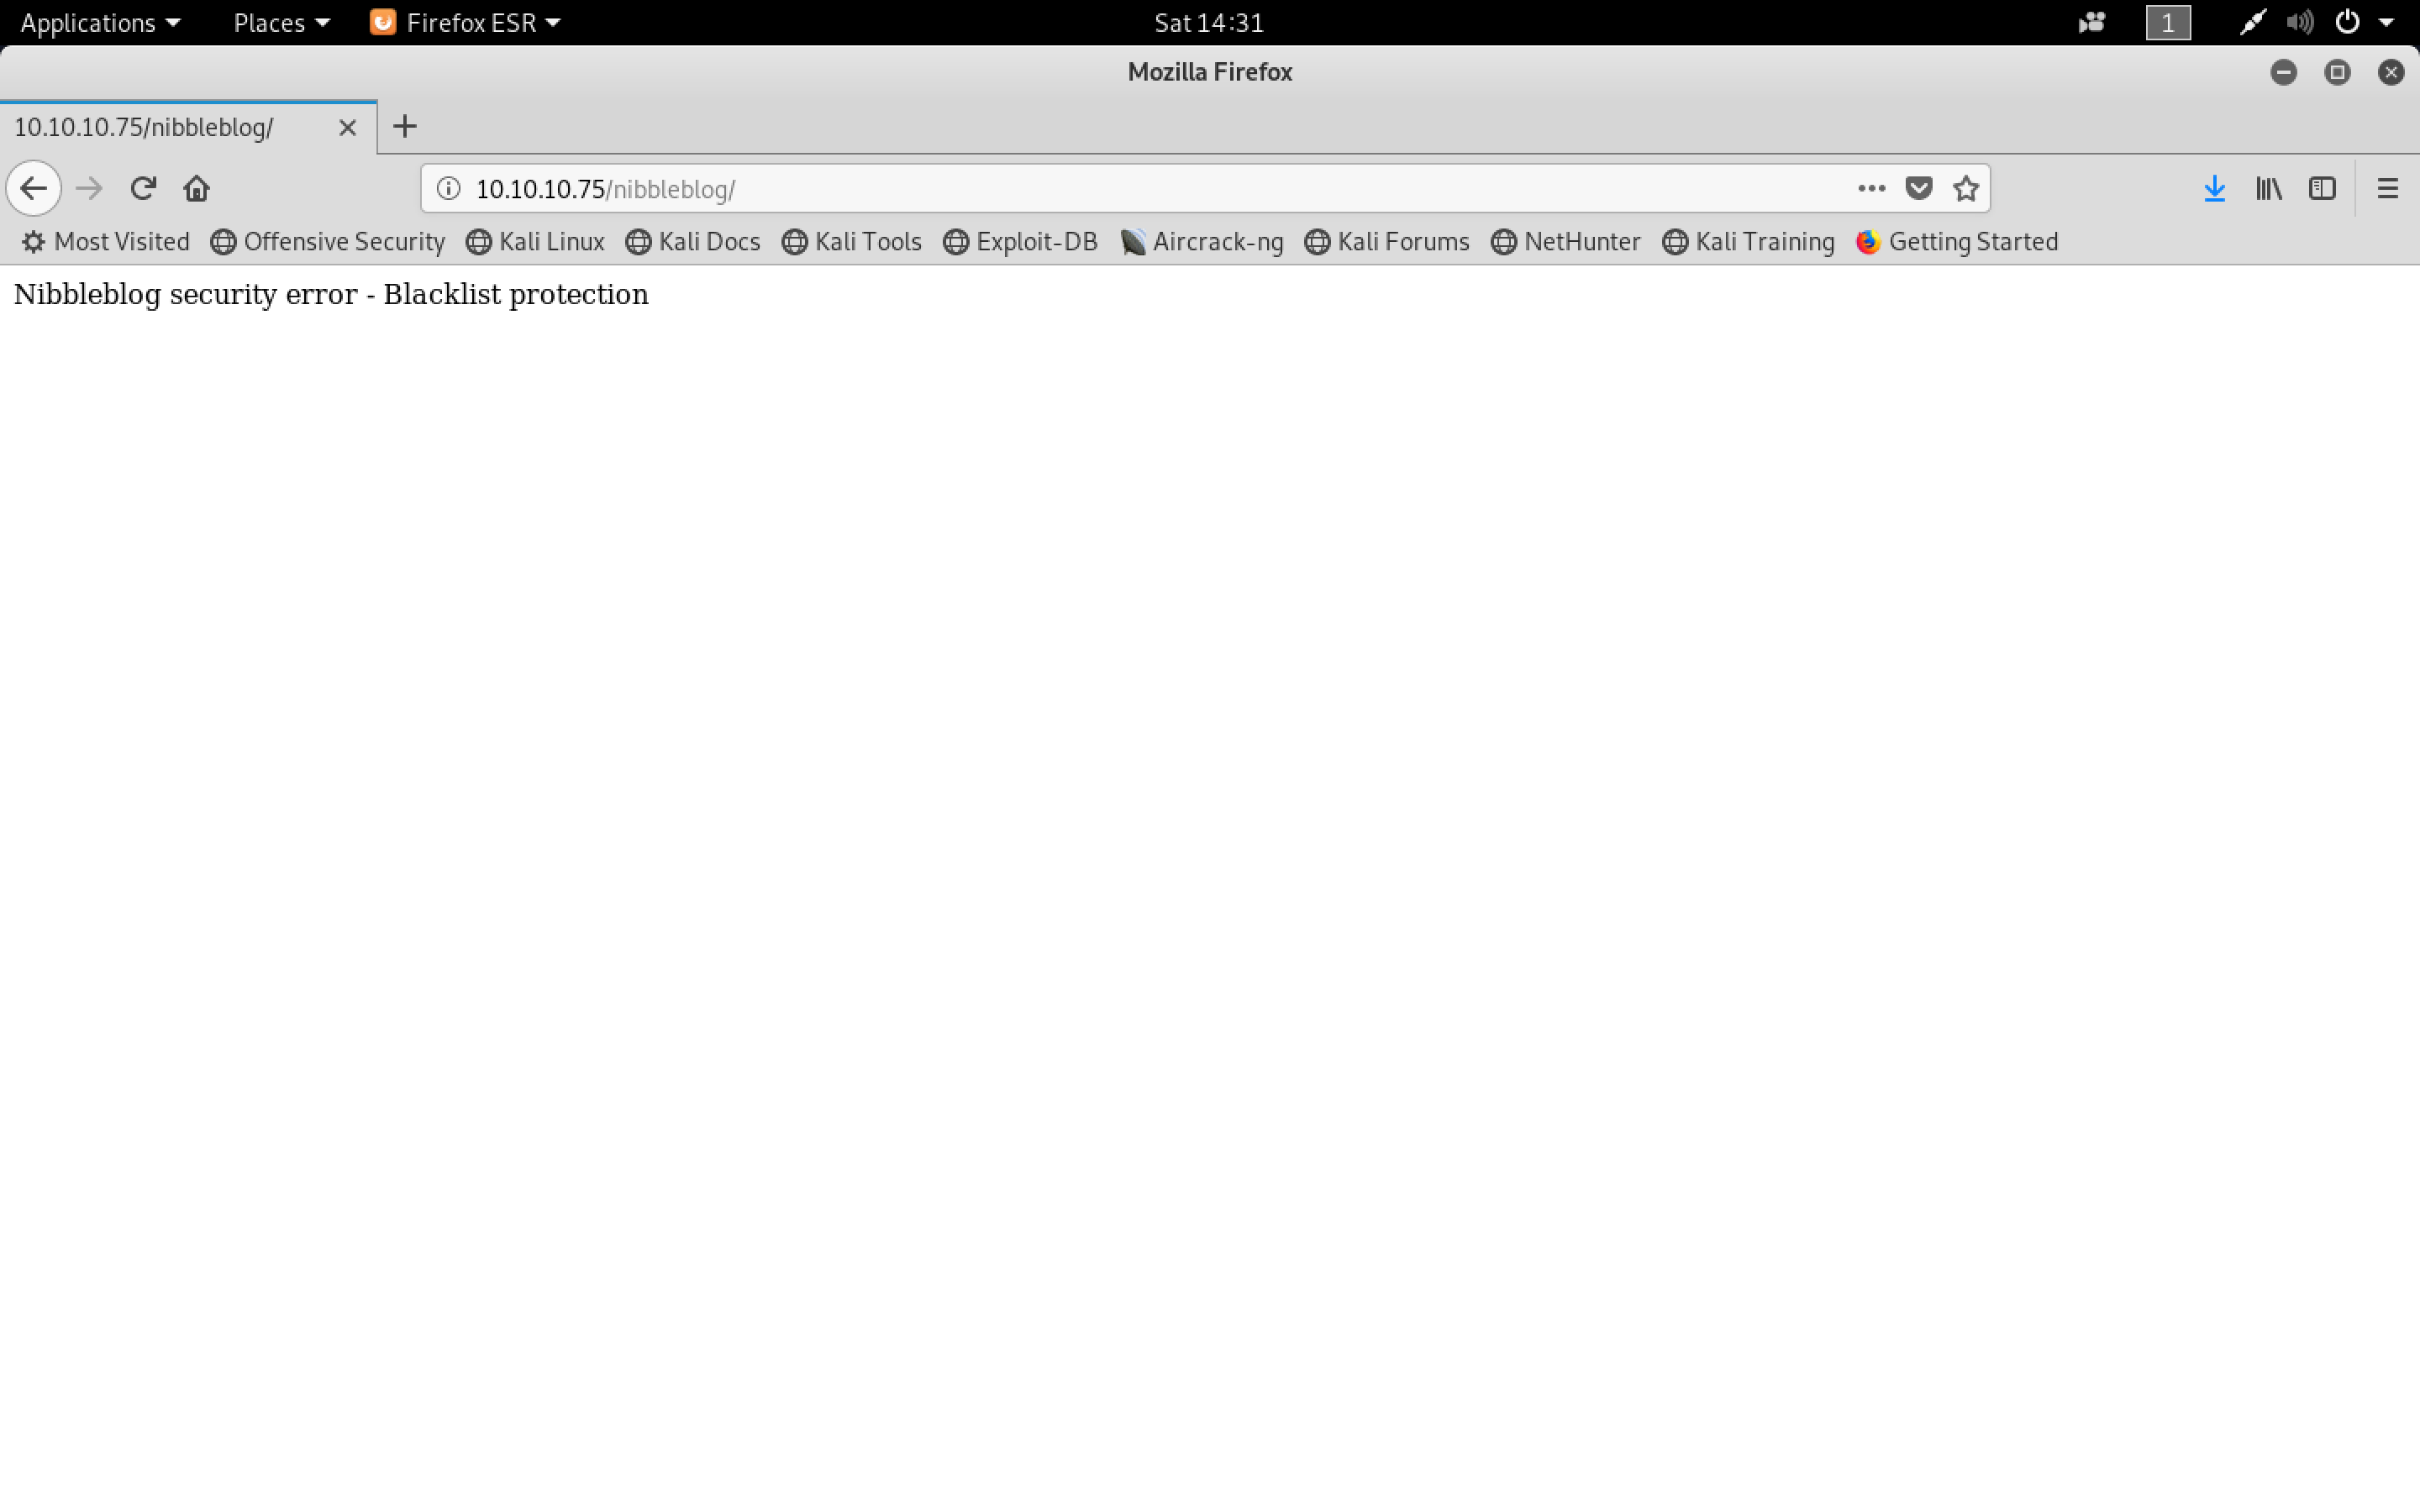 Applications Places Firefox ESR Sat 14:31 1
Mozilla Firefox
10.10.10.75/nibbleblog/
10.10.10.75/nibbleblog/
Most Visited Offensive Security Kali Linux Kali Docs Kali Tools Exploit-DB Aircrack-ng Kali Forums NetHunter Kali Training Getting Started
Nibbleblog security error - Blacklist protection